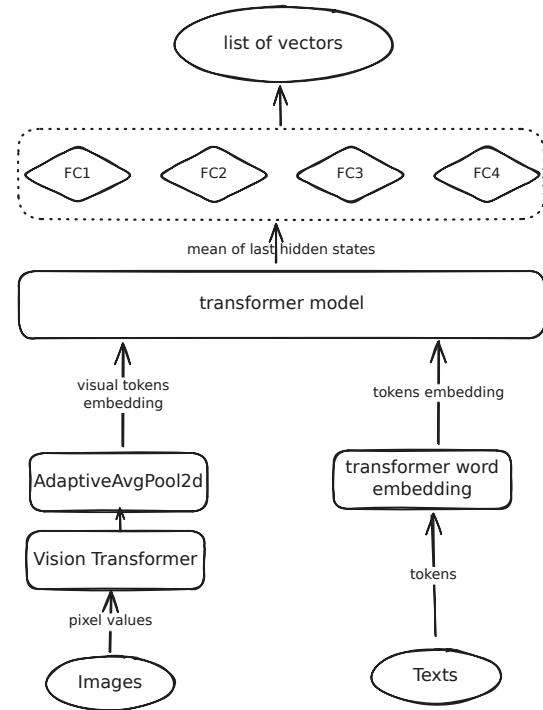 list of vectors
FC1 FC2 FC3 FC4
mean of last hidden states
transformer model
visual tokens
embedding
tokens embedding
AdaptiveAvgPool2d
transformer word
embedding
Vision Transformer
tokens
pixel values
Images
Texts